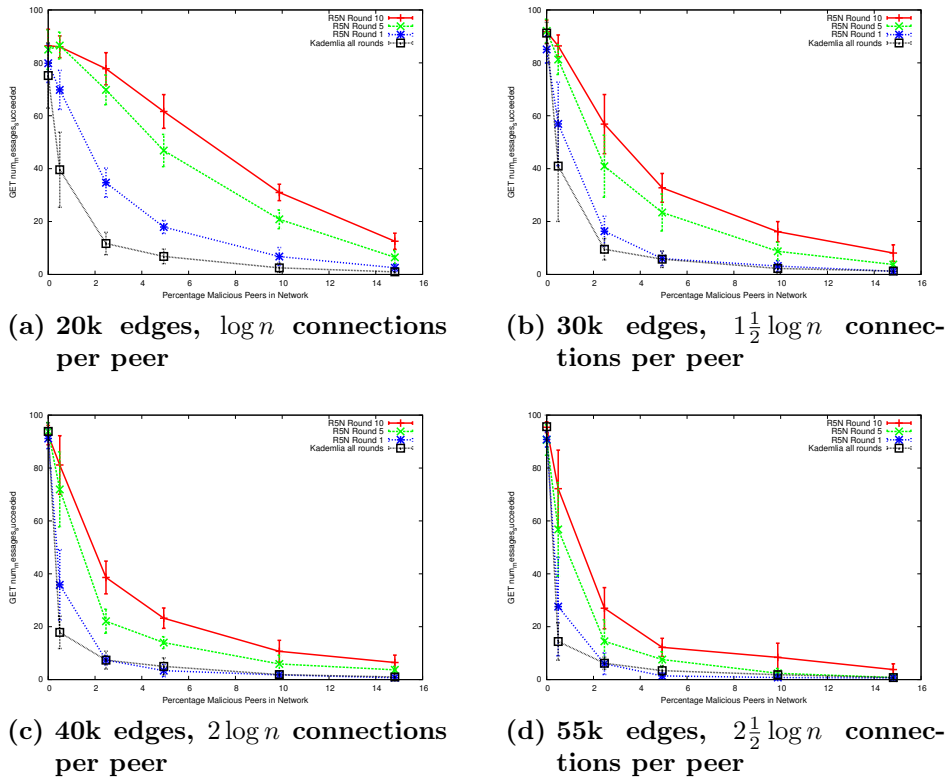 100
80
60
40
20
0
0 2 4 6 8 10 12 14 16
GET num_messages_succeeded
Percentage Malicious Peers in Network
R5N Round 10
R5N Round 5
R5N Round 1
Kademlia all rounds
(a) 20k edges, log n connections
per peer
100
80
60
40
20
0
0 2 4 6 8 10 12 14 16
GET num_messages_succeeded
Percentage Malicious Peers in Network
R5N Round 10
R5N Round 5
R5N Round 1
Kademlia all rounds
(b) 30k edges, 1½ log n connec-
tions per peer
100
80
60
40
20
0
0 2 4 6 8 10 12 14 16
GET num_messages_succeeded
Percentage Malicious Peers in Network
R5N Round 10
R5N Round 5
R5N Round 1
Kademlia all rounds
(c) 40k edges, 2 log n connections
per peer
100
80
60
40
20
0
0 2 4 6 8 10 12 14 16
GET num_messages_succeeded
Percentage Malicious Peers in Network
R5N Round 10
R5N Round 5
R5N Round 1
Kademlia all rounds
(d) 55k edges, 2½ log n connec-
tions per peer